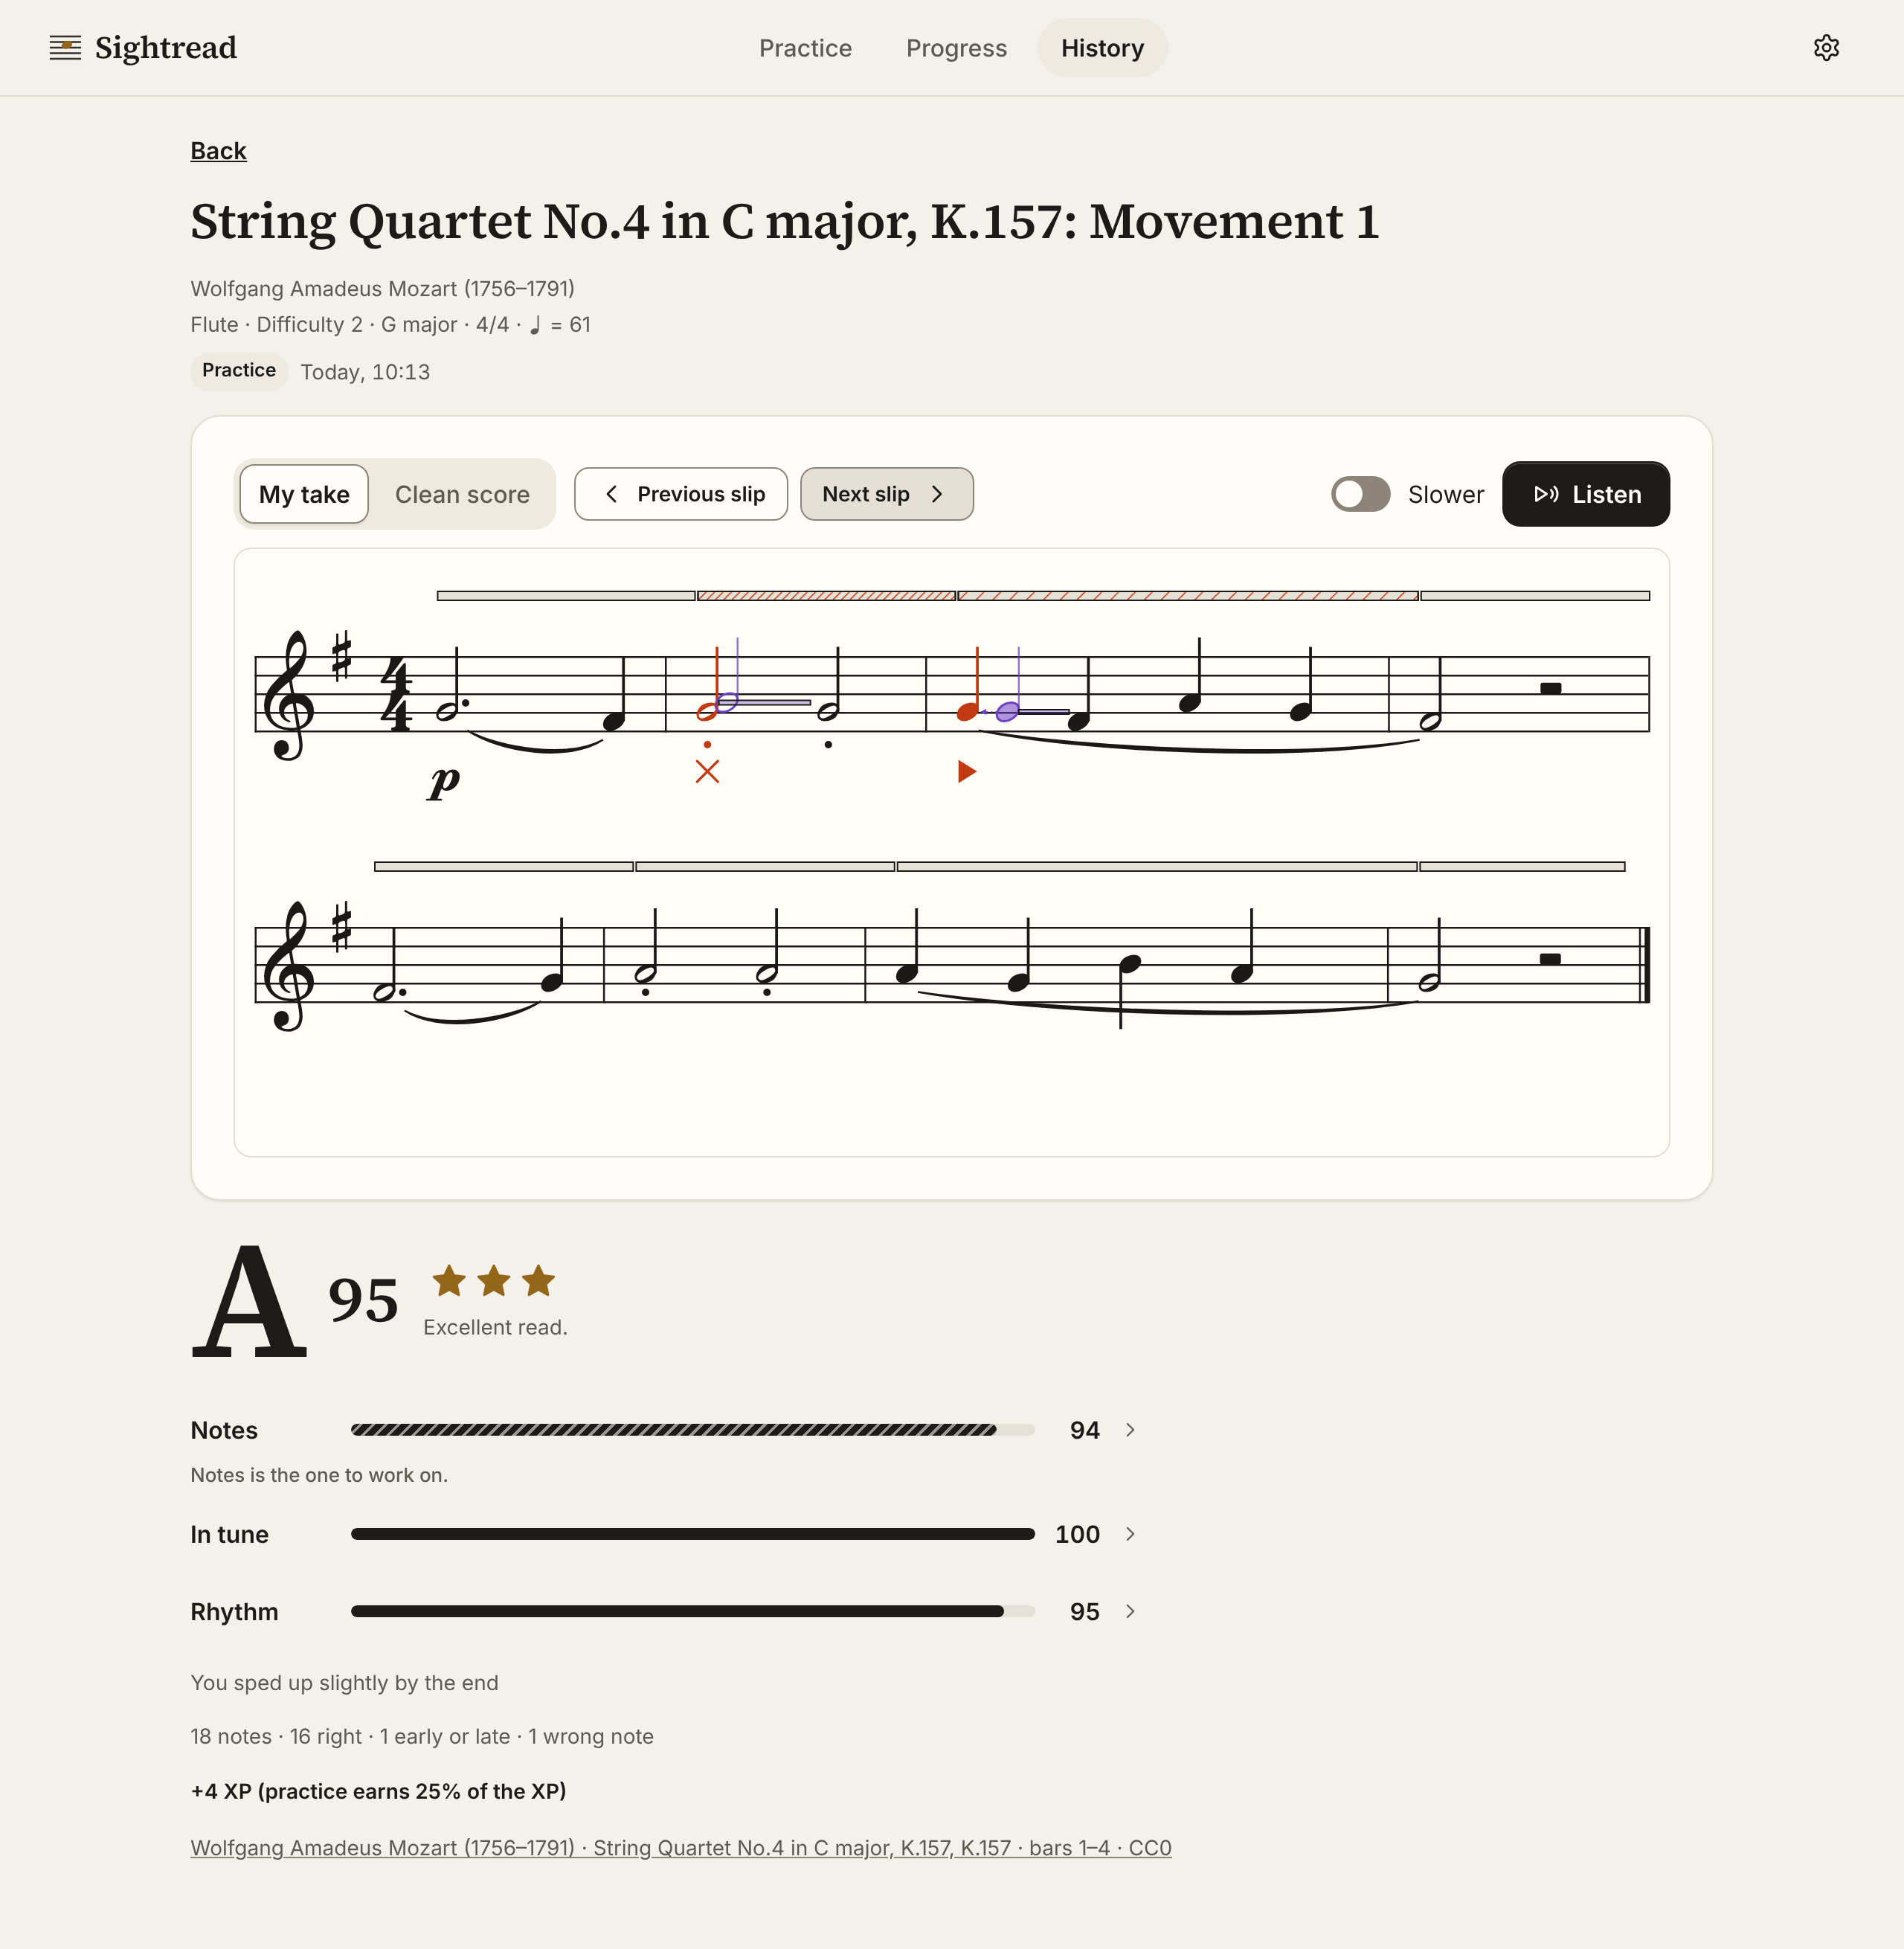 Sightread
Practice
Progress
History
Back
String Quartet No.4 in C major, K.157: Movement 1
Wolfgang Amadeus Mozart (1756–1791)
Flute · Difficulty 2 · G major · 4/4 · ♩ = 61
Practice Today, 10:13
My take
Clean score
Previous slip
Next slip
Slower
Listen
4
4
p
A 95
Excellent read.
Notes 94
Notes is the one to work on.
In tune 100
Rhythm 95
You sped up slightly by the end
18 notes · 16 right · 1 early or late · 1 wrong note
+4 XP (practice earns 25% of the XP)
Wolfgang Amadeus Mozart (1756–1791) · String Quartet No.4 in C major, K.157, K.157 · bars 1–4 · CC0